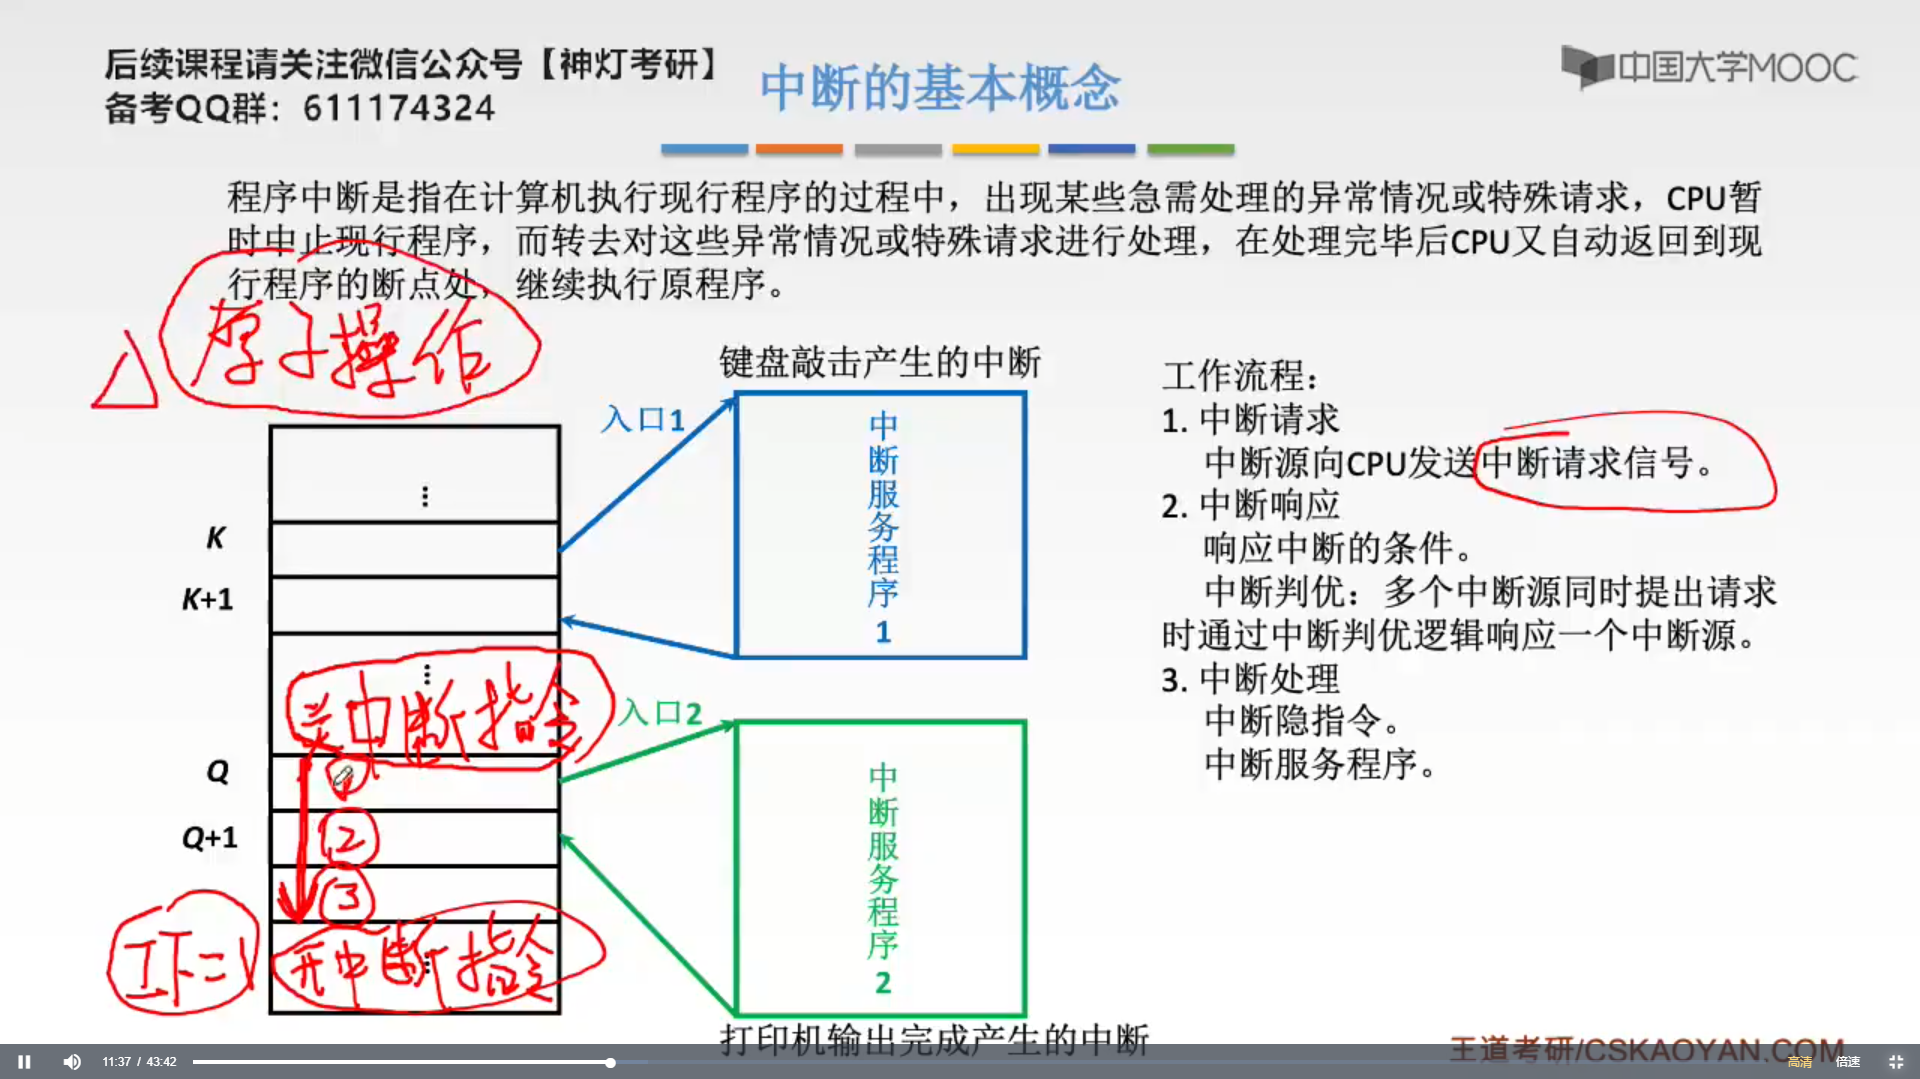 后续课程请关注微信公众号【神灯考研】
备考QQ群：611174324
中断的基本概念
中国大学MOOC
程序中断是指在计算机执行现行程序的过程中，出现某些急需处理的异常情况或特殊请求，CPU暂
时中止现行程序，而转去对这些异常情况或特殊请求进行处理，在处理完毕后CPU又自动返回到现
行程序的断点处，继续执行原程序。
原子操作
键盘敲击产生的中断
入口1
中断服务程序1
⋮
K
K+1
⋮
关中断指令
入口2
Q
①
Q+1
②
③
IF=1
开中断指令
中断服务程序2
打印机输出完成产生的中断
工作流程：
1. 中断请求
中断源向CPU发送中断请求信号。
2. 中断响应
响应中断的条件。
中断判优：多个中断源同时提出请求
时通过中断判优逻辑响应一个中断源。
3. 中断处理
中断隐指令。
中断服务程序。
王道考研/CSKAOYAN.COM
11:37 / 43:42
高清
倍速